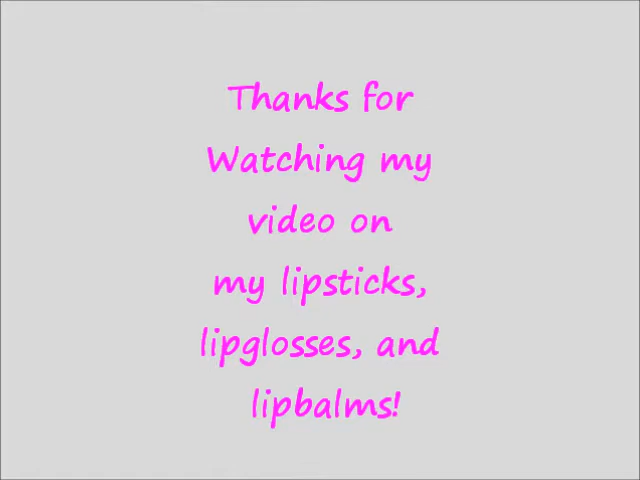 Thanks for
Watching my
video on
my lipsticks,
lipglosses, and
lipbalms!